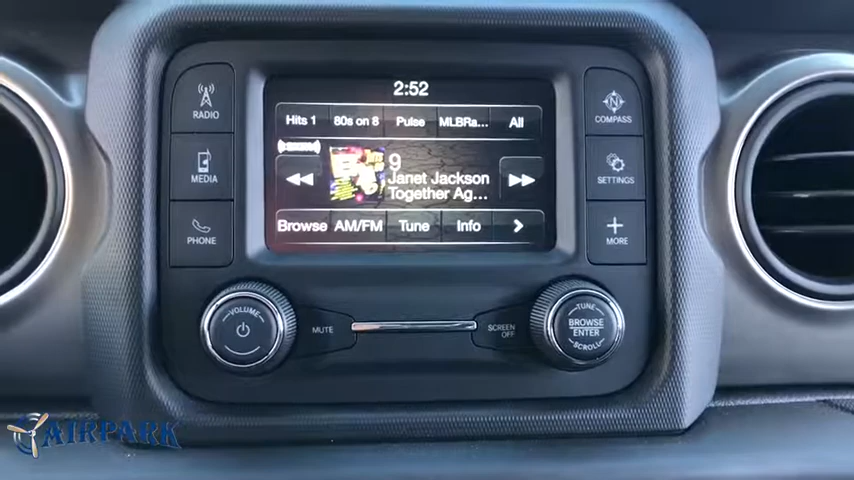 2:52
Hits 1 80s on 8 Pulse MLBRa... All
RADIO
MEDIA
PHONE
((SiriusXM))
9
Janet Jackson
Together Ag...
Browse AM/FM Tune Info
N
COMPASS
SETTINGS
MORE
VOLUME
MUTE
SCREEN
OFF
TUNE
BROWSE
ENTER
SCROLL
AIRPARK